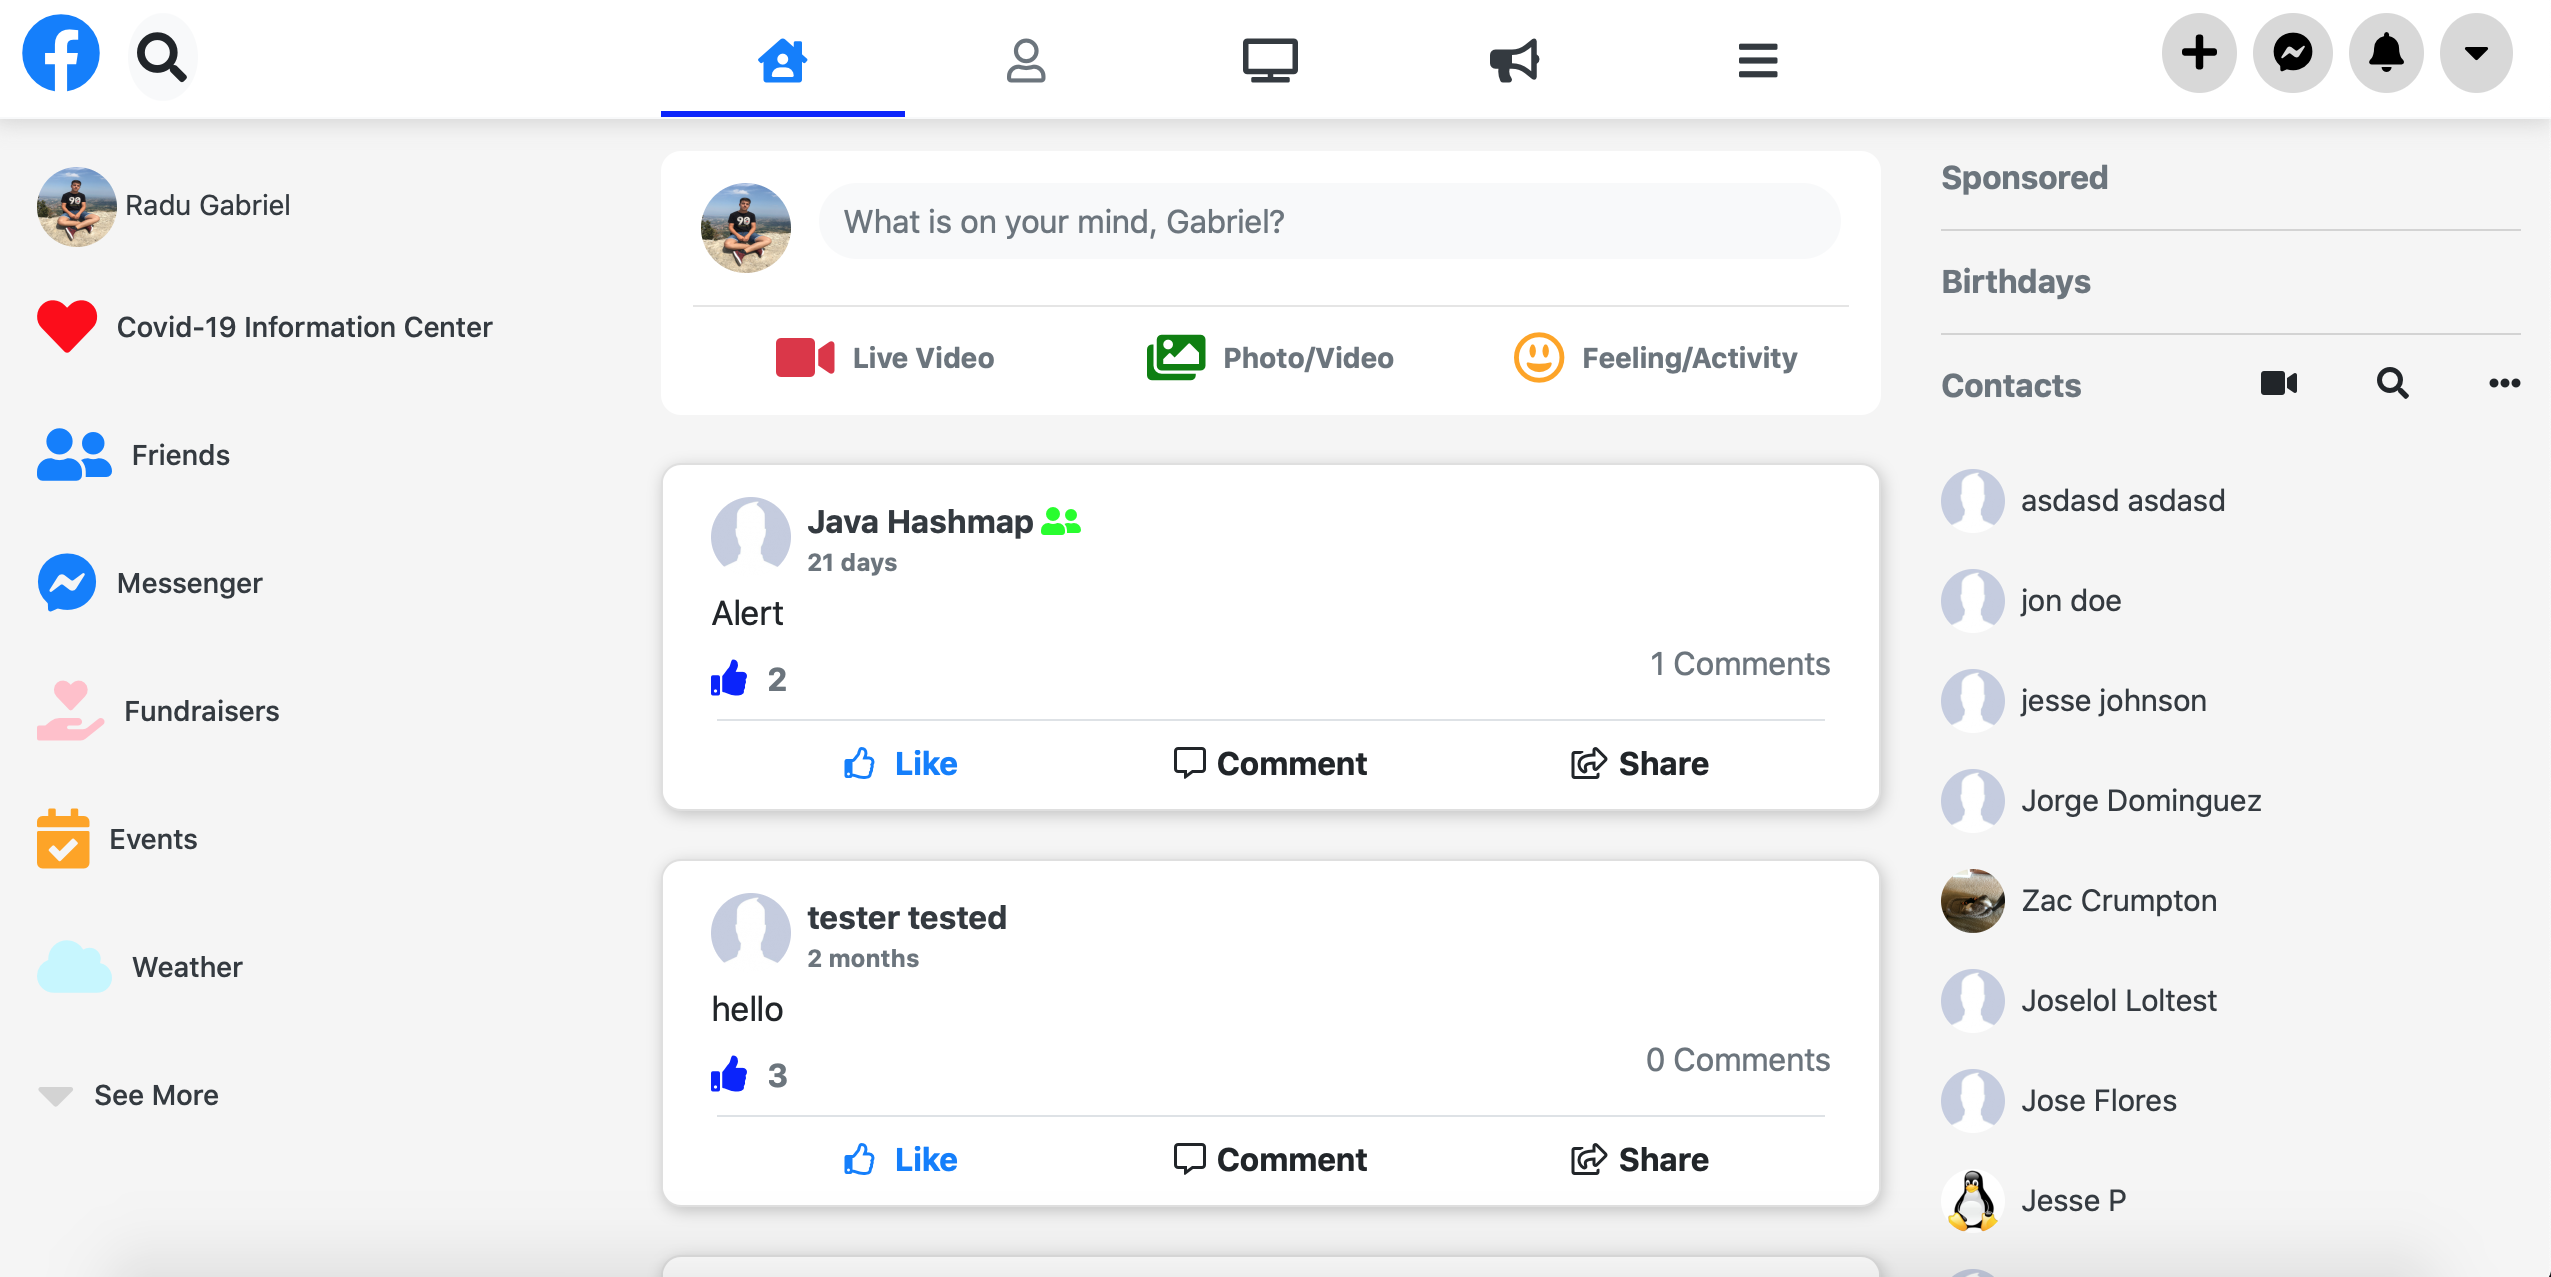 Radu Gabriel
Covid-19 Information Center
Friends
Messenger
Fundraisers
Events
Weather
See More
What is on your mind, Gabriel?
Live Video
Photo/Video
Feeling/Activity
Java Hashmap
21 days
Alert
2
1 Comments
Like
Comment
Share
tester tested
2 months
hello
3
0 Comments
Like
Comment
Share
Sponsored
Birthdays
Contacts
asdasd asdasd
jon doe
jesse johnson
Jorge Dominguez
Zac Crumpton
Joselol Loltest
Jose Flores
Jesse P